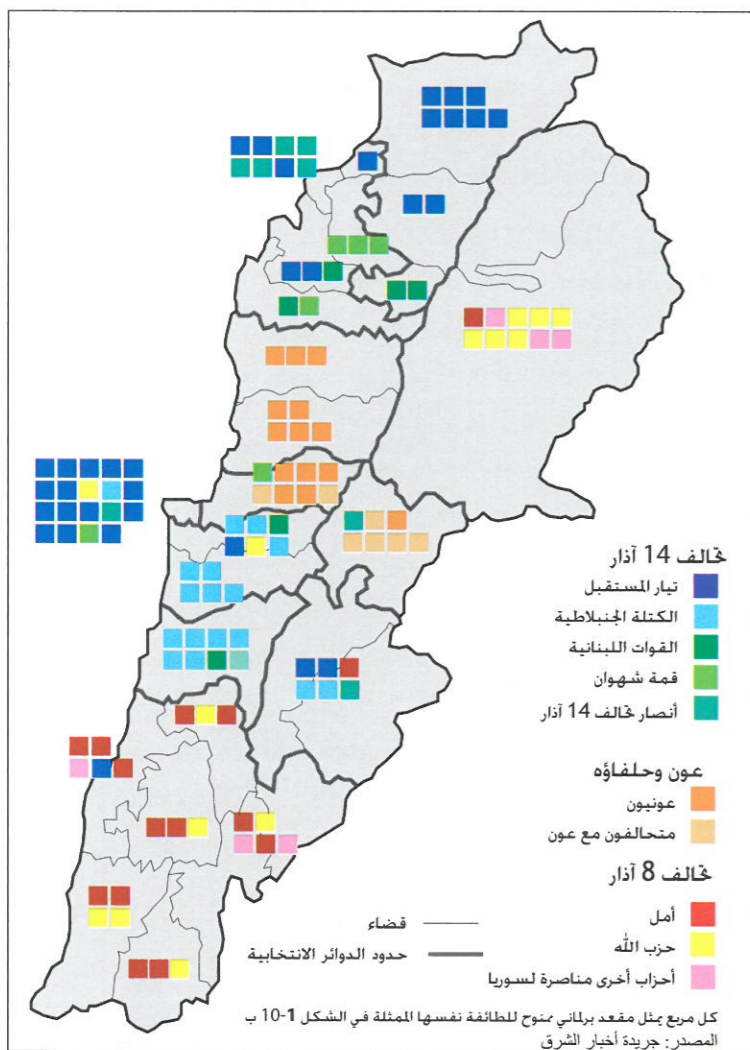 تحالف 14 آذار
تيار المستقبل
الكتلة الجنبلاطية
القوات اللبنانية
قمة شهوان
أنصار تحالف 14 آذار
عون وحلفاؤه
عونيون
متحالفون مع عون
تحالف 8 آذار
أمل
حزب الله
أحزاب أخرى مناصرة لسوريا
قضاء
حدود الدوائر الانتخابية
كل مربع يمثل مقعد برلماني ممنوح للطائفة نفسها الممثلة في الشكل 1-10 ب
المصدر: جريدة أخبار الشرق